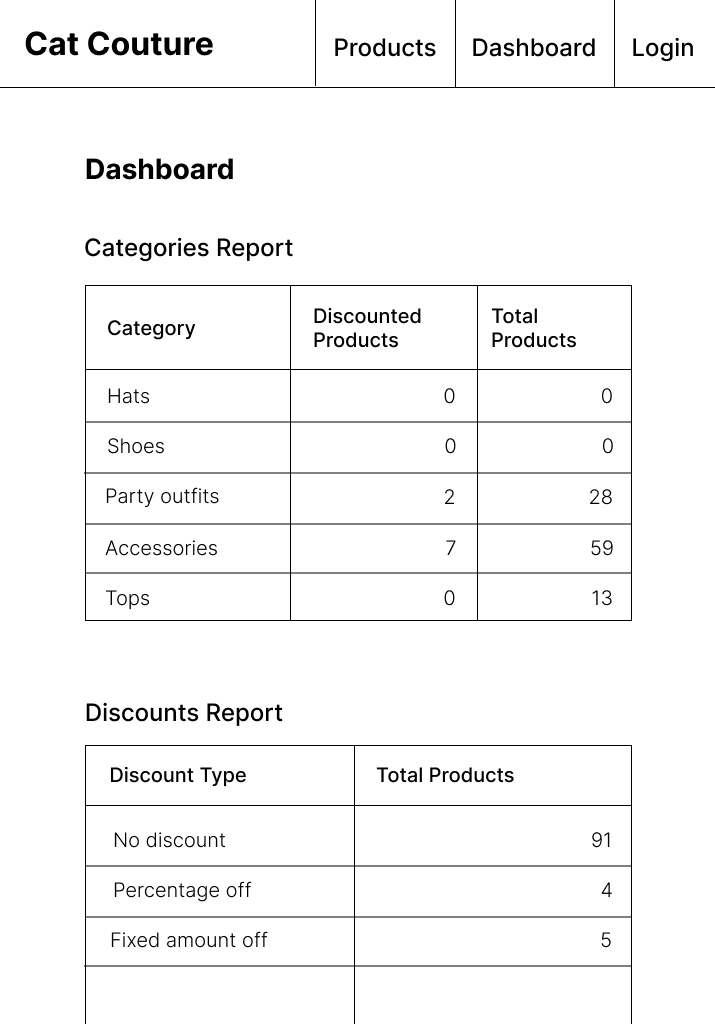 Cat Couture Products Dashboard Login
Dashboard
Categories Report
Category Discounted Products Total Products
Hats 0 0
Shoes 0 0
Party outfits 2 28
Accessories 7 59
Tops 0 13
Discounts Report
Discount Type Total Products
No discount 91
Percentage off 4
Fixed amount off 5